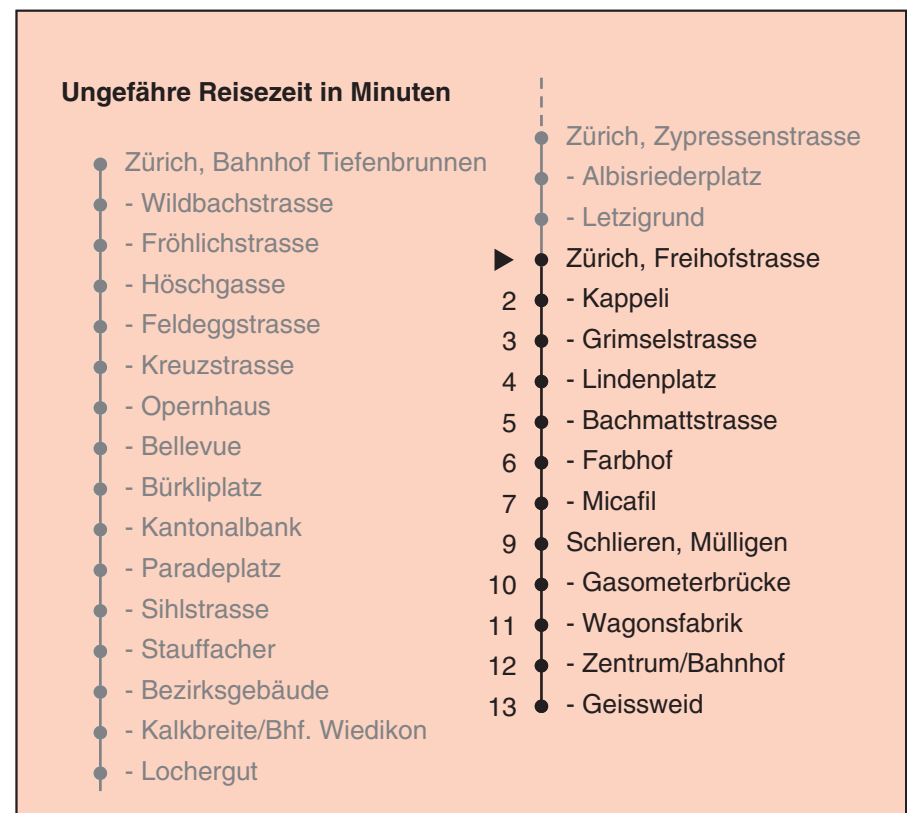 Ungefähre Reisezeit in Minuten
Zürich, Bahnhof Tiefenbrunnen
- Wildbachstrasse
- Fröhlichstrasse
- Höschgasse
- Feldeggstrasse
- Kreuzstrasse
- Opernhaus
- Bellevue
- Bürkliplatz
- Kantonalbank
- Paradeplatz
- Sihlstrasse
- Stauffacher
- Bezirksgebäude
- Kalkbreite/Bhf. Wiedikon
- Lochergut
Zürich, Zypressenstrasse
- Albisriederplatz
- Letzigrund
Zürich, Freihofstrasse
2 - Kappeli
3 - Grimselstrasse
4 - Lindenplatz
5 - Bachmattstrasse
6 - Farbhof
7 - Micafil
9 Schlieren, Mülligen
10 - Gasometerbrücke
11 - Wagonsfabrik
12 - Zentrum/Bahnhof
13 - Geissweid